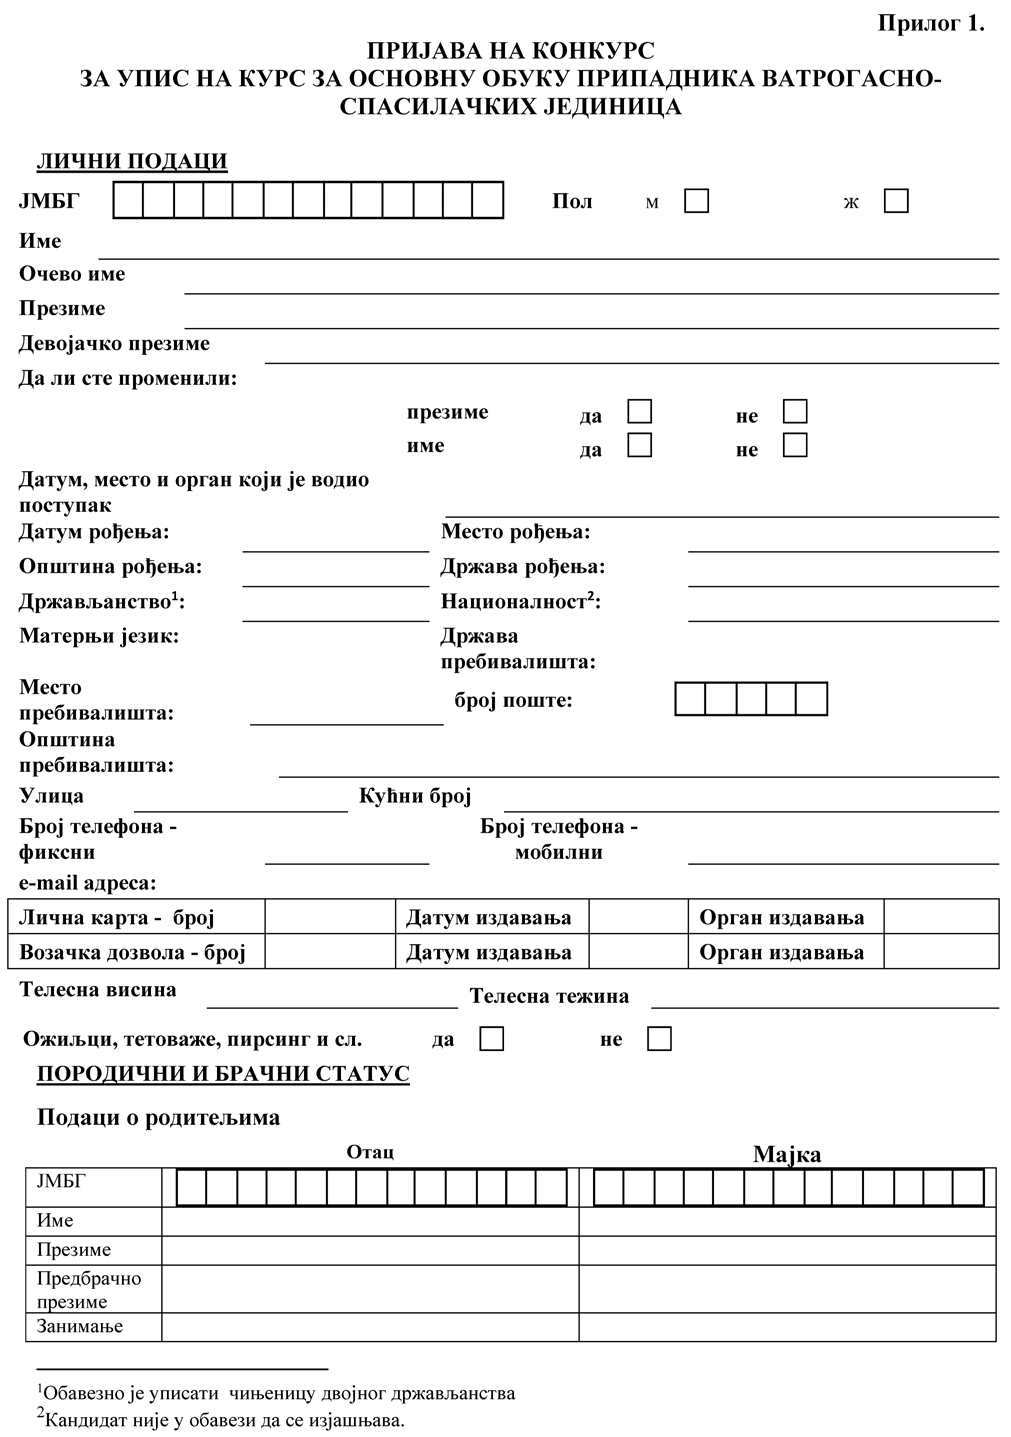 Прилог 1.
ПРИЈАВА НА КОНКУРС
ЗА УПИС НА КУРС ЗА ОСНОВНУ ОБУКУ ПРИПАДНИКА ВАТРОГАСНО-
СПАСИЛАЧКИХ ЈЕДИНИЦА
ЛИЧНИ ПОДАЦИ
ЈМБГ Пол м ж
Име
Очево име
Презиме
Девојачко презиме
Да ли сте променили:
презиме да не
име да не
Датум, место и орган који је водио
поступак
Датум рођења: Место рођења:
Општина рођења: Држава рођења:
Држављанство¹: Националност²:
Матерњи језик: Држава
пребивалишта:
Место
пребивалишта: број поште:
Општина
пребивалишта:
Улица Кућни број
Број телефона - Број телефона -
фиксни мобилни
e-mail адреса:
Лична карта - број Датум издавања Орган издавања
Возачка дозвола - број Датум издавања Орган издавања
Телесна висина Телесна тежина
Ожиљци, тетоваже, пирсинг и сл. да не
ПОРОДИЧНИ И БРАЧНИ СТАТУС
Подаци о родитељима
Отац Мајка
ЈМБГ
Име
Презиме
Предбрачно
презиме
Занимање
¹Обавезно је уписати чињеницу двојног држављанства
²Кандидат није у обавези да се изјашњава.